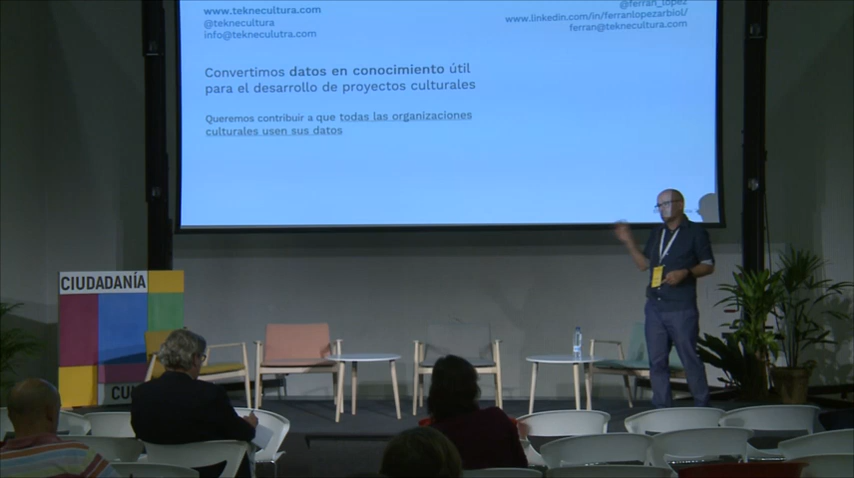 www.teknecultura.com
@teknecultura
info@tekneculutra.com
@ferran_lopez
www.linkedin.com/in/ferranlopezarbiol/
ferran@teknecultura.com
Convertimos datos en conocimiento útil
para el desarrollo de proyectos culturales
Queremos contribuir a que todas las organizaciones
culturales usen sus datos
CIUDADANÍA